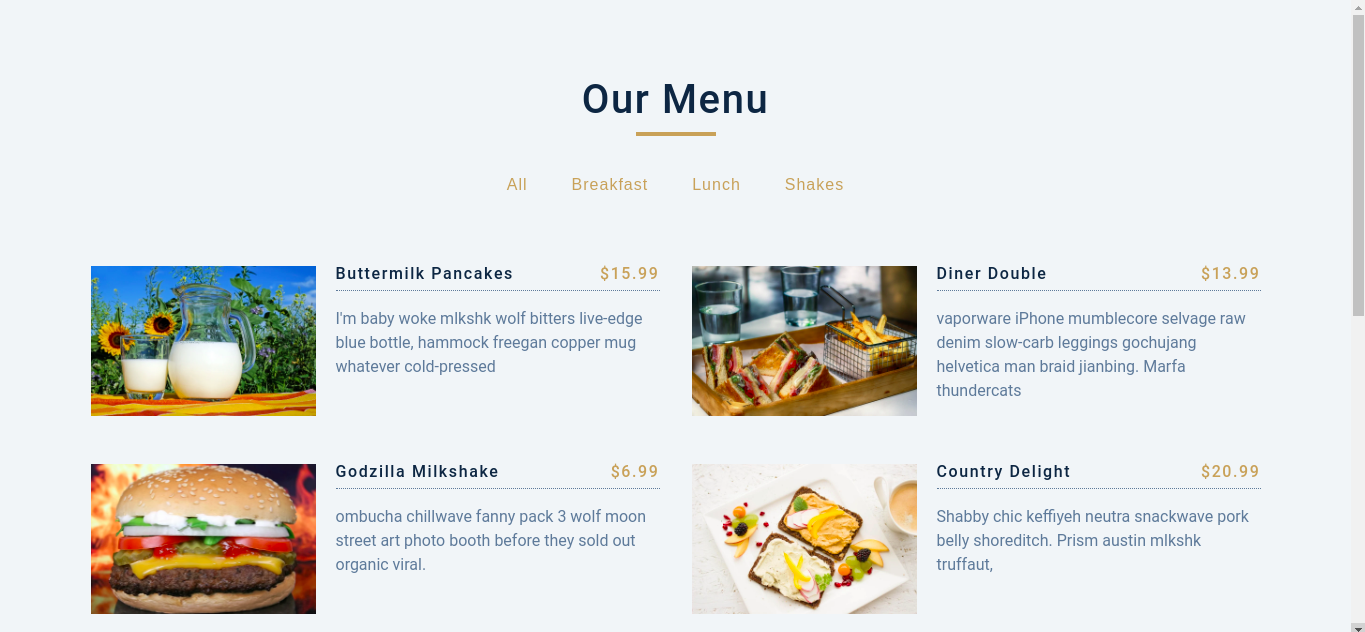 Our Menu
All Breakfast Lunch Shakes
Buttermilk Pancakes $15.99
I'm baby woke mlkshk wolf bitters live-edge
blue bottle, hammock freegan copper mug
whatever cold-pressed
Diner Double $13.99
vaporware iPhone mumblecore selvage raw
denim slow-carb leggings gochujang
helvetica man braid jianbing. Marfa
thundercats
Godzilla Milkshake $6.99
ombucha chillwave fanny pack 3 wolf moon
street art photo booth before they sold out
organic viral.
Country Delight $20.99
Shabby chic keffiyeh neutra snackwave pork
belly shoreditch. Prism austin mlkshk
truffaut,